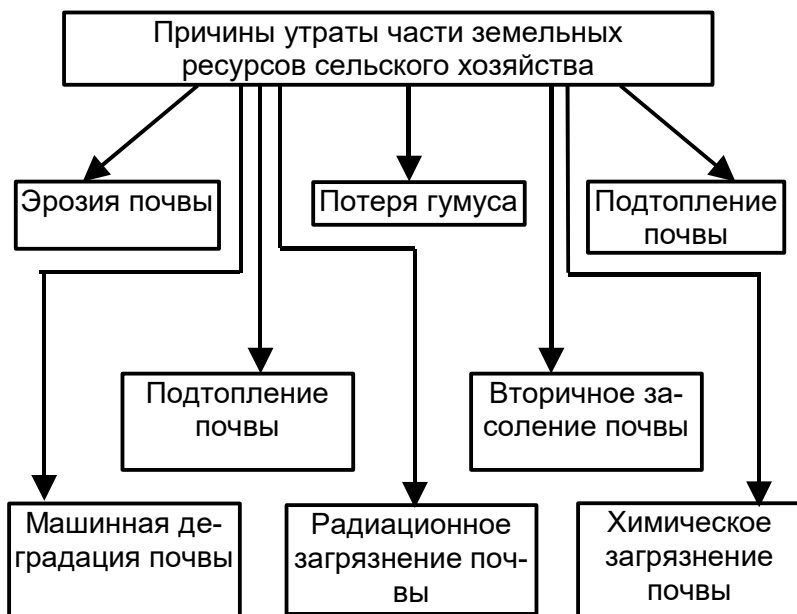 Причины утраты части земельных
ресурсов сельского хозяйства
Эрозия почвы
Потеря гумуса
Подтопление
почвы
Подтопление
почвы
Вторичное за-
соление почвы
Машинная де-
градация почвы
Радиационное
загрязнение поч-
вы
Химическое
загрязнение
почвы